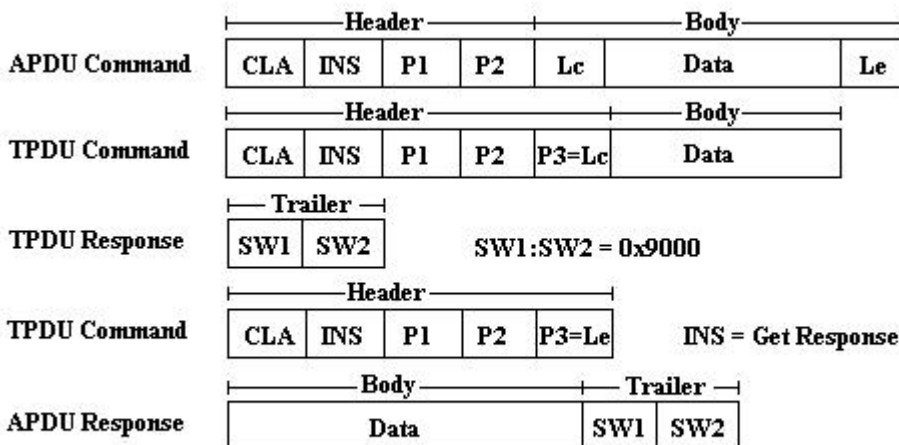 Header Body
APDU Command CLA INS P1 P2 Lc Data Le
Header Body
TPDU Command CLA INS P1 P2 P3=Lc Data
Trailer
TPDU Response SW1 SW2 SW1:SW2 = 0x9000
Header
TPDU Command CLA INS P1 P2 P3=Le INS = Get Response
Body Trailer
APDU Response Data SW1 SW2